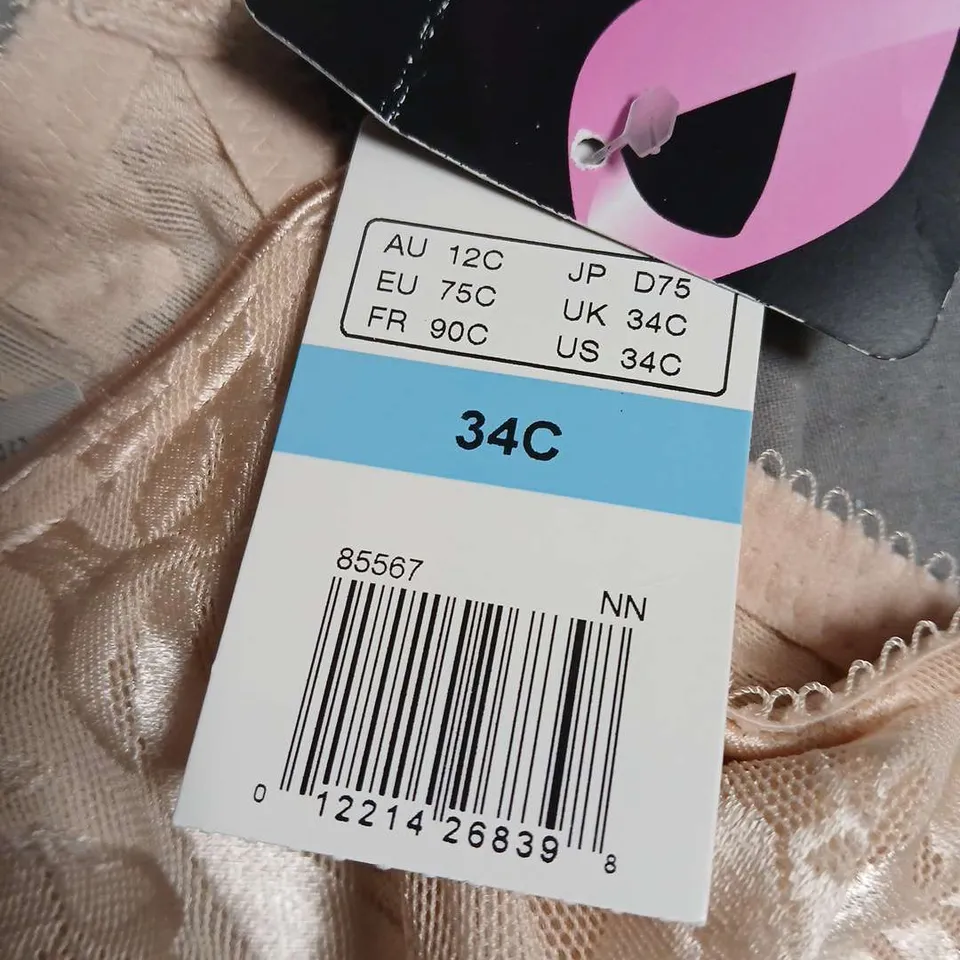 AU 12C JP D75
EU 75C UK 34C
FR 90C US 34C
34C
85567
NN
0 12214 26839 8